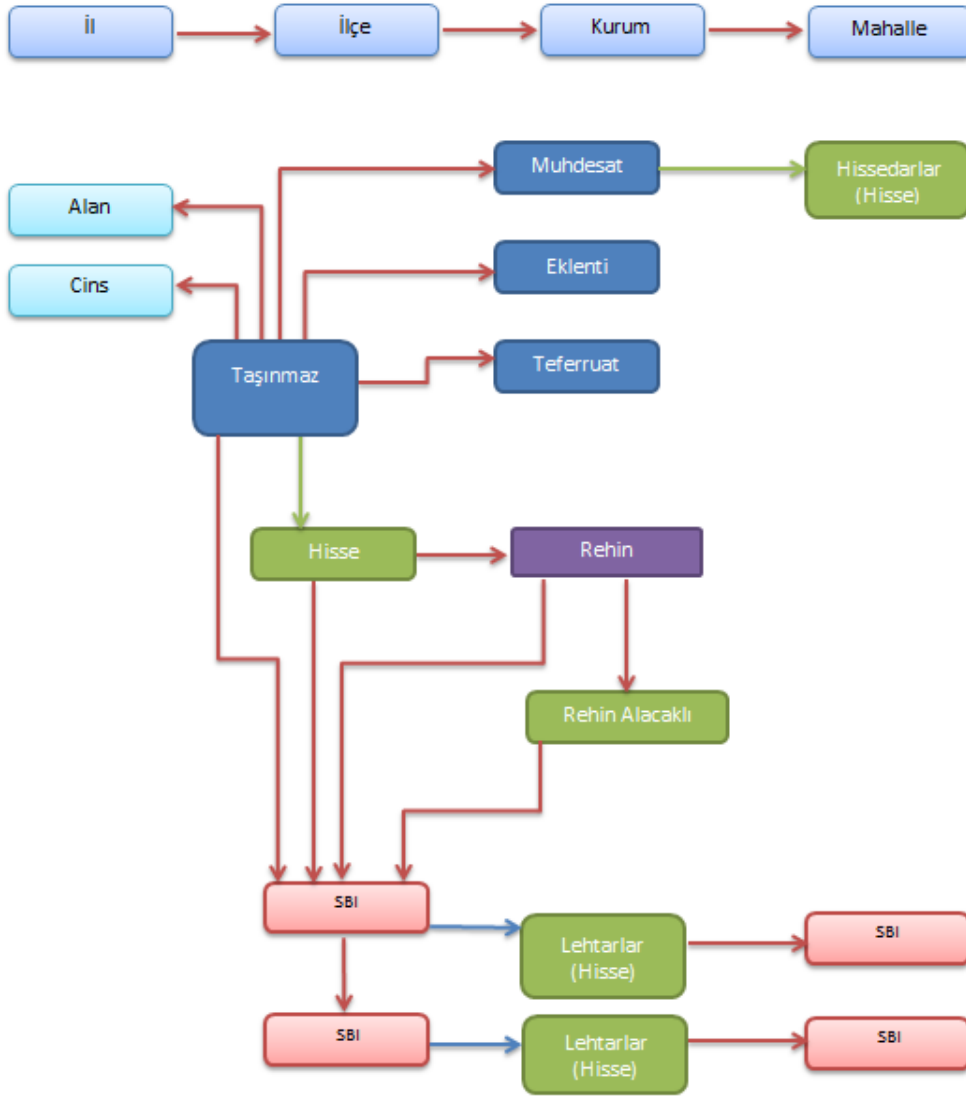 İl
İlçe
Kurum
Mahalle
Muhdesat
Hissedarlar
(Hisse)
Alan
Eklenti
Cins
Taşınmaz
Teferruat
Hisse
Rehin
Rehin Alacaklı
SBI
Lehtarlar
(Hisse)
SBI
SBI
Lehtarlar
(Hisse)
SBI